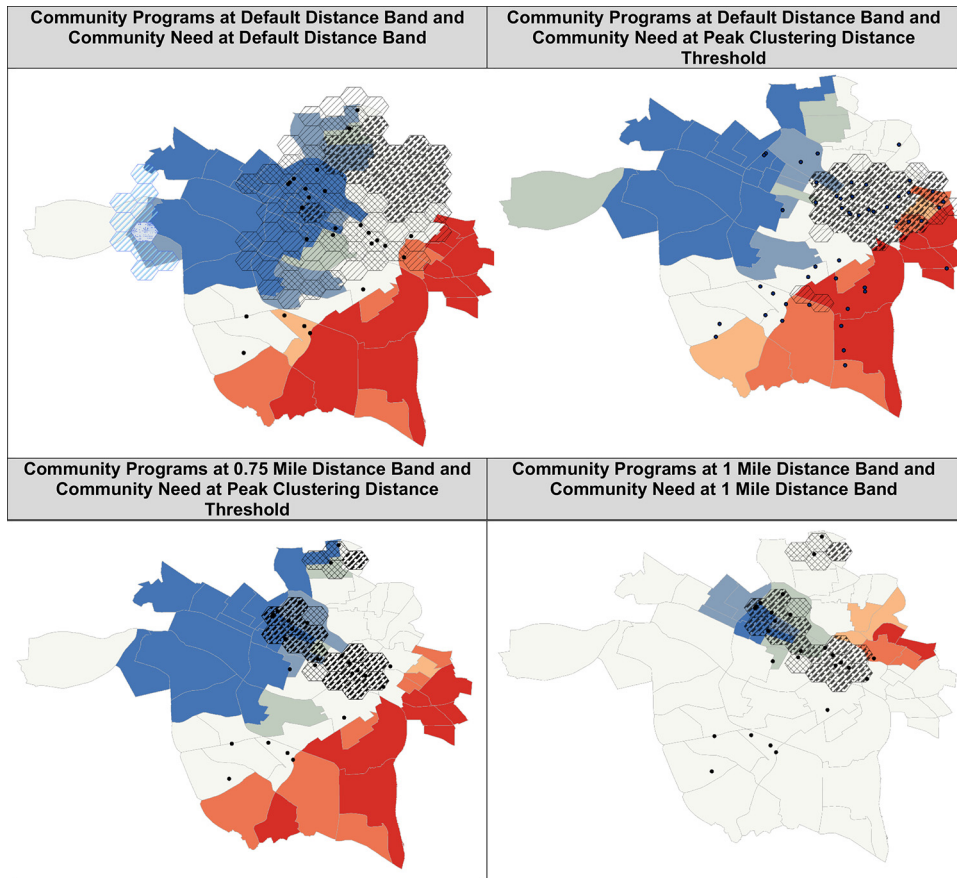 Community Programs at Default Distance Band and
Community Need at Default Distance Band
Community Programs at Default Distance Band and
Community Need at Peak Clustering Distance
Threshold
Community Programs at 0.75 Mile Distance Band and
Community Need at Peak Clustering Distance
Threshold
Community Programs at 1 Mile Distance Band and
Community Need at 1 Mile Distance Band